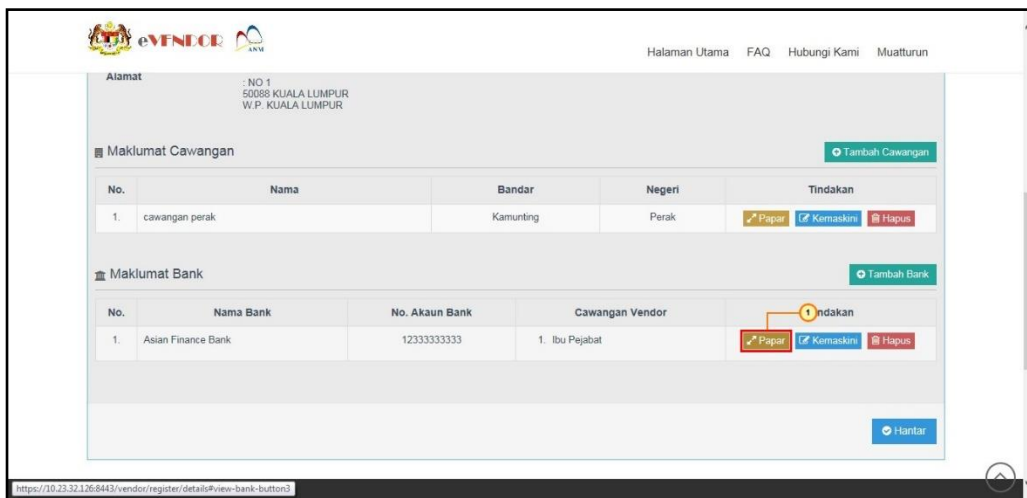 eVENDOR ANM
Halaman Utama FAQ Hubungi Kami Muatturun
Alamat : NO 1
50088 KUALA LUMPUR
W.P. KUALA LUMPUR
Maklumat Cawangan Tambah Cawangan
No. Nama Bandar Negeri Tindakan
1. cawangan perak Kamunting Perak Papar Kemaskini Hapus
Maklumat Bank Tambah Bank
No. Nama Bank No. Akaun Bank Cawangan Vendor 1 ndakan
1. Asian Finance Bank 12333333333 1. Ibu Pejabat Papar Kemaskini Hapus
Hantar
https://10.23.32.126:8443/vendor/register/details#view-bank-button3